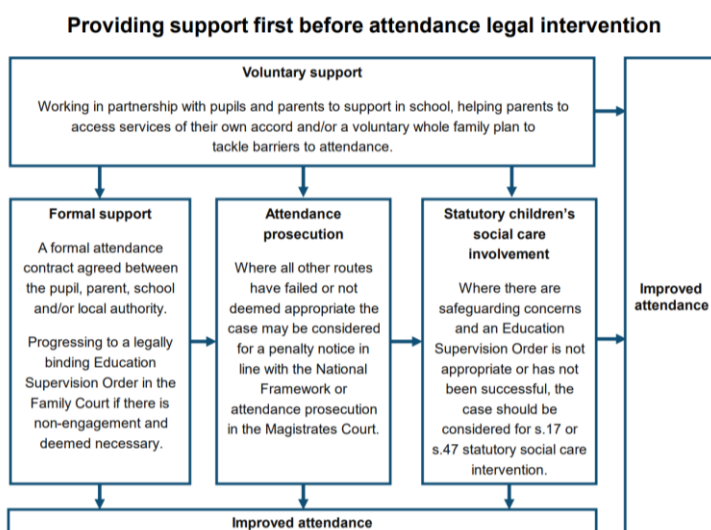 Providing support first before attendance legal intervention
Voluntary support
Working in partnership with pupils and parents to support in school, helping parents to
access services of their own accord and/or a voluntary whole family plan to
tackle barriers to attendance.
Formal support
A formal attendance
contract agreed between
the pupil, parent, school
and/or local authority.
Progressing to a legally
binding Education
Supervision Order in the
Family Court if there is
non-engagement and
deemed necessary.
Attendance
prosecution
Where all other routes
have failed or not
deemed appropriate the
case may be considered
for a penalty notice in
line with the National
Framework or
attendance prosecution
in the Magistrates Court.
Statutory children’s
social care
involvement
Where there are
safeguarding concerns
and an Education
Supervision Order is not
appropriate or has not
been successful, the
case should be
considered for s.17 or
s.47 statutory social care
intervention.
Improved
attendance
Improved attendance